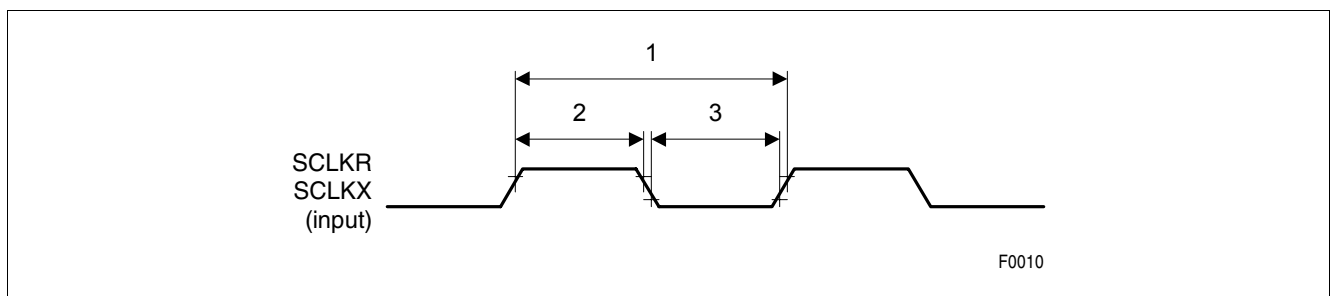 1
2 3
SCLKR
SCLKX
(input)
F0010